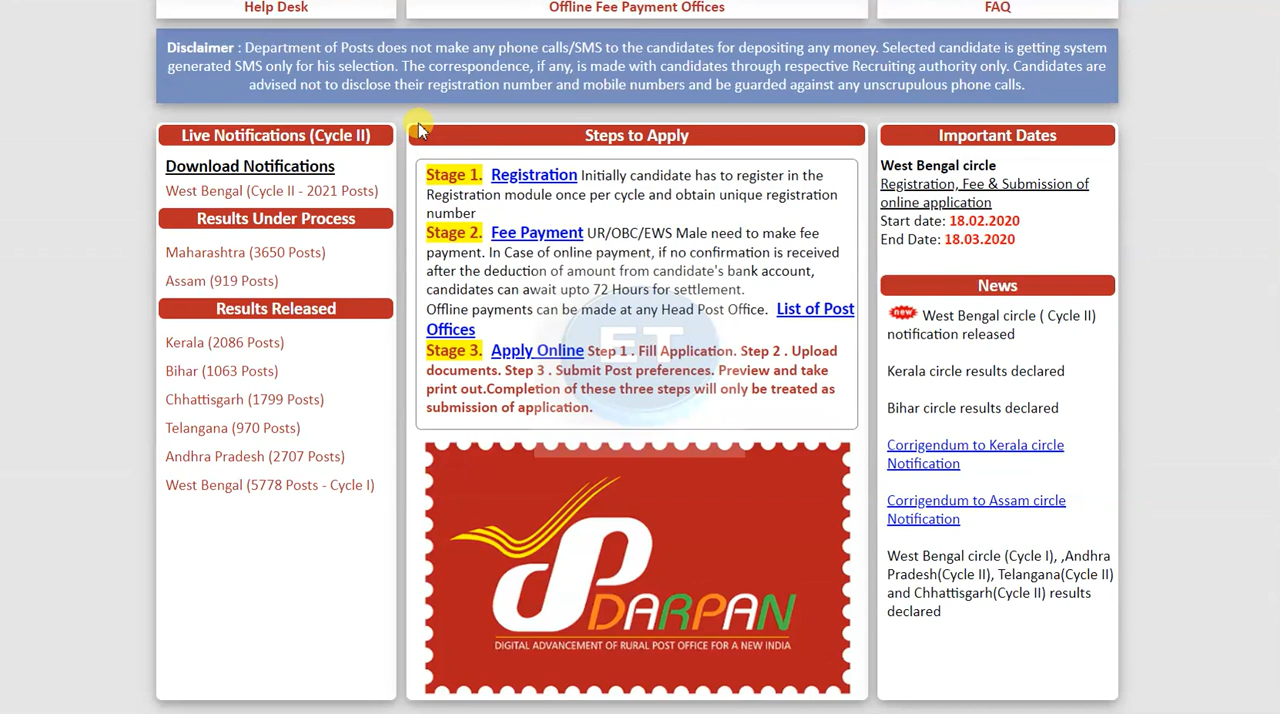 Help Desk
Offline Fee Payment Offices
FAQ
Disclaimer : Department of Posts does not make any phone calls/SMS to the candidates for depositing any money. Selected candidate is getting system
generated SMS only for his selection. The correspondence, if any, is made with candidates through respective Recruiting authority only. Candidates are
advised not to disclose their registration number and mobile numbers and be guarded against any unscrupulous phone calls.
Live Notifications (Cycle II)
Download Notifications
West Bengal (Cycle II - 2021 Posts)
Results Under Process
Maharashtra (3650 Posts)
Assam (919 Posts)
Results Released
Kerala (2086 Posts)
Bihar (1063 Posts)
Chhattisgarh (1799 Posts)
Telangana (970 Posts)
Andhra Pradesh (2707 Posts)
West Bengal (5778 Posts - Cycle I)
Steps to Apply
Stage 1. Registration Initially candidate has to register in the
Registration module once per cycle and obtain unique registration
number
Stage 2. Fee Payment UR/OBC/EWS Male need to make fee
payment. In Case of online payment, if no confirmation is received
after the deduction of amount from candidate's bank account,
candidates can await upto 72 Hours for settlement.
Offline payments can be made at any Head Post Office. List of Post
Offices
Stage 3. Apply Online Step 1 . Fill Application. Step 2 . Upload
documents. Step 3 . Submit Post preferences. Preview and take
print out.Completion of these three steps will only be treated as
submission of application.
ET
DARPAN
DIGITAL ADVANCEMENT OF RURAL POST OFFICE FOR A NEW INDIA
Important Dates
West Bengal circle
Registration, Fee & Submission of
online application
Start date: 18.02.2020
End Date: 18.03.2020
News
new West Bengal circle ( Cycle II)
notification released
Kerala circle results declared
Bihar circle results declared
Corrigendum to Kerala circle
Notification
Corrigendum to Assam circle
Notification
West Bengal circle (Cycle I), ,Andhra
Pradesh(Cycle II), Telangana(Cycle II)
and Chhattisgarh(Cycle II) results
declared